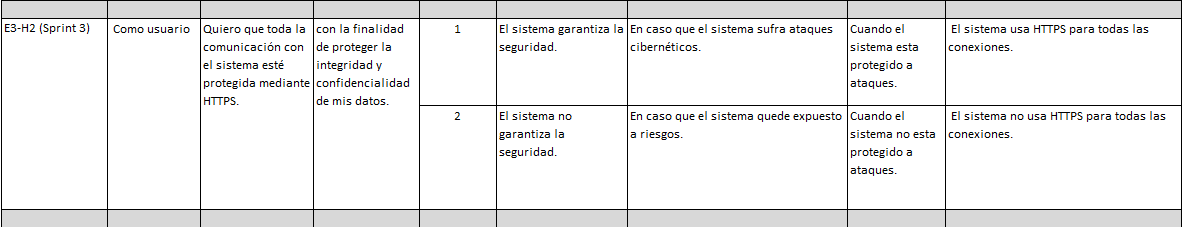 E3-H2 (Sprint 3)
Como usuario
Quiero que toda la
comunicación con
el sistema esté
protegida mediante
HTTPS.
con la finalidad
de proteger la
integridad y
confidencialidad
de mis datos.
1
El sistema garantiza la
seguridad.
En caso que el sistema sufra ataques
cibernéticos.
Cuando el
sistema esta
protegido a
ataques.
El sistema usa HTTPS para todas las
conexiones.
2
El sistema no
garantiza la
seguridad.
En caso que el sistema quede expuesto
a riesgos.
Cuando el
sistema no esta
protegido a
ataques.
El sistema no usa HTTPS para todas las
conexiones.